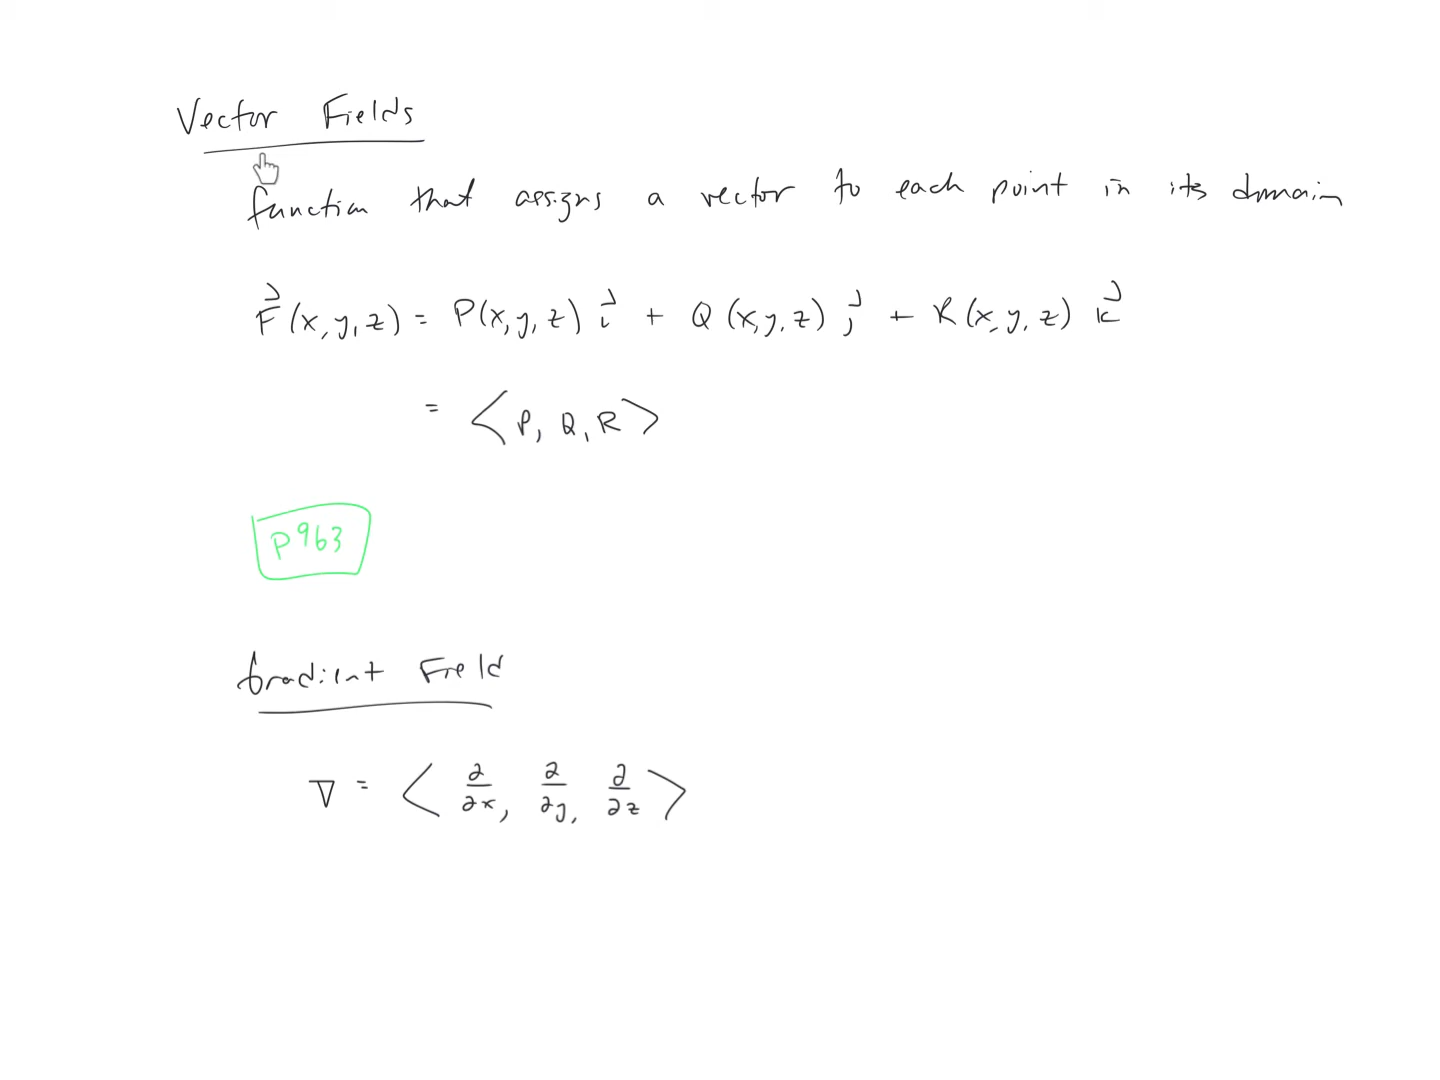 Vector Fields
function that assigns a vector to each point in its domain
F⃗(x, y, z) = P(x, y, z) i⃗ + Q(x, y, z) j⃗ + R(x, y, z) k⃗
= ⟨P, Q, R⟩
P963
Gradient Field
∇ = ⟨∂/∂x, ∂/∂y, ∂/∂z⟩